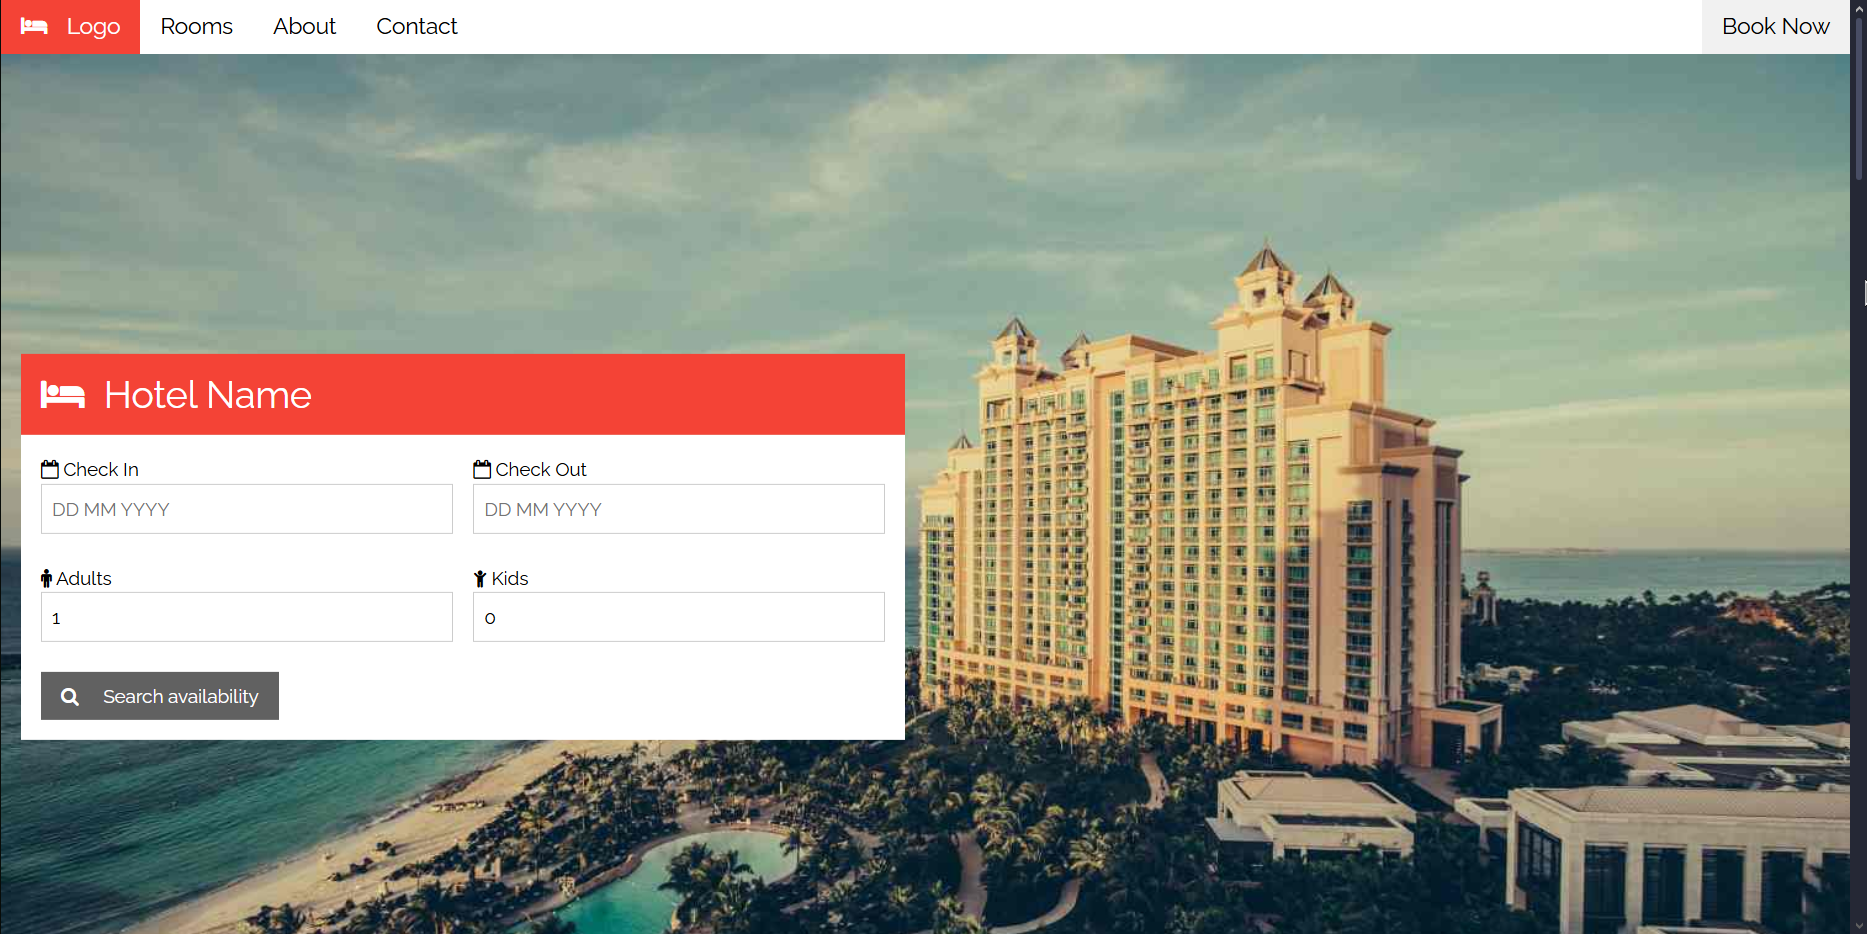 Logo Rooms About Contact Book Now
Hotel Name
Check In Check Out
DD MM YYYY DD MM YYYY
Adults Kids
1 0
Search availability